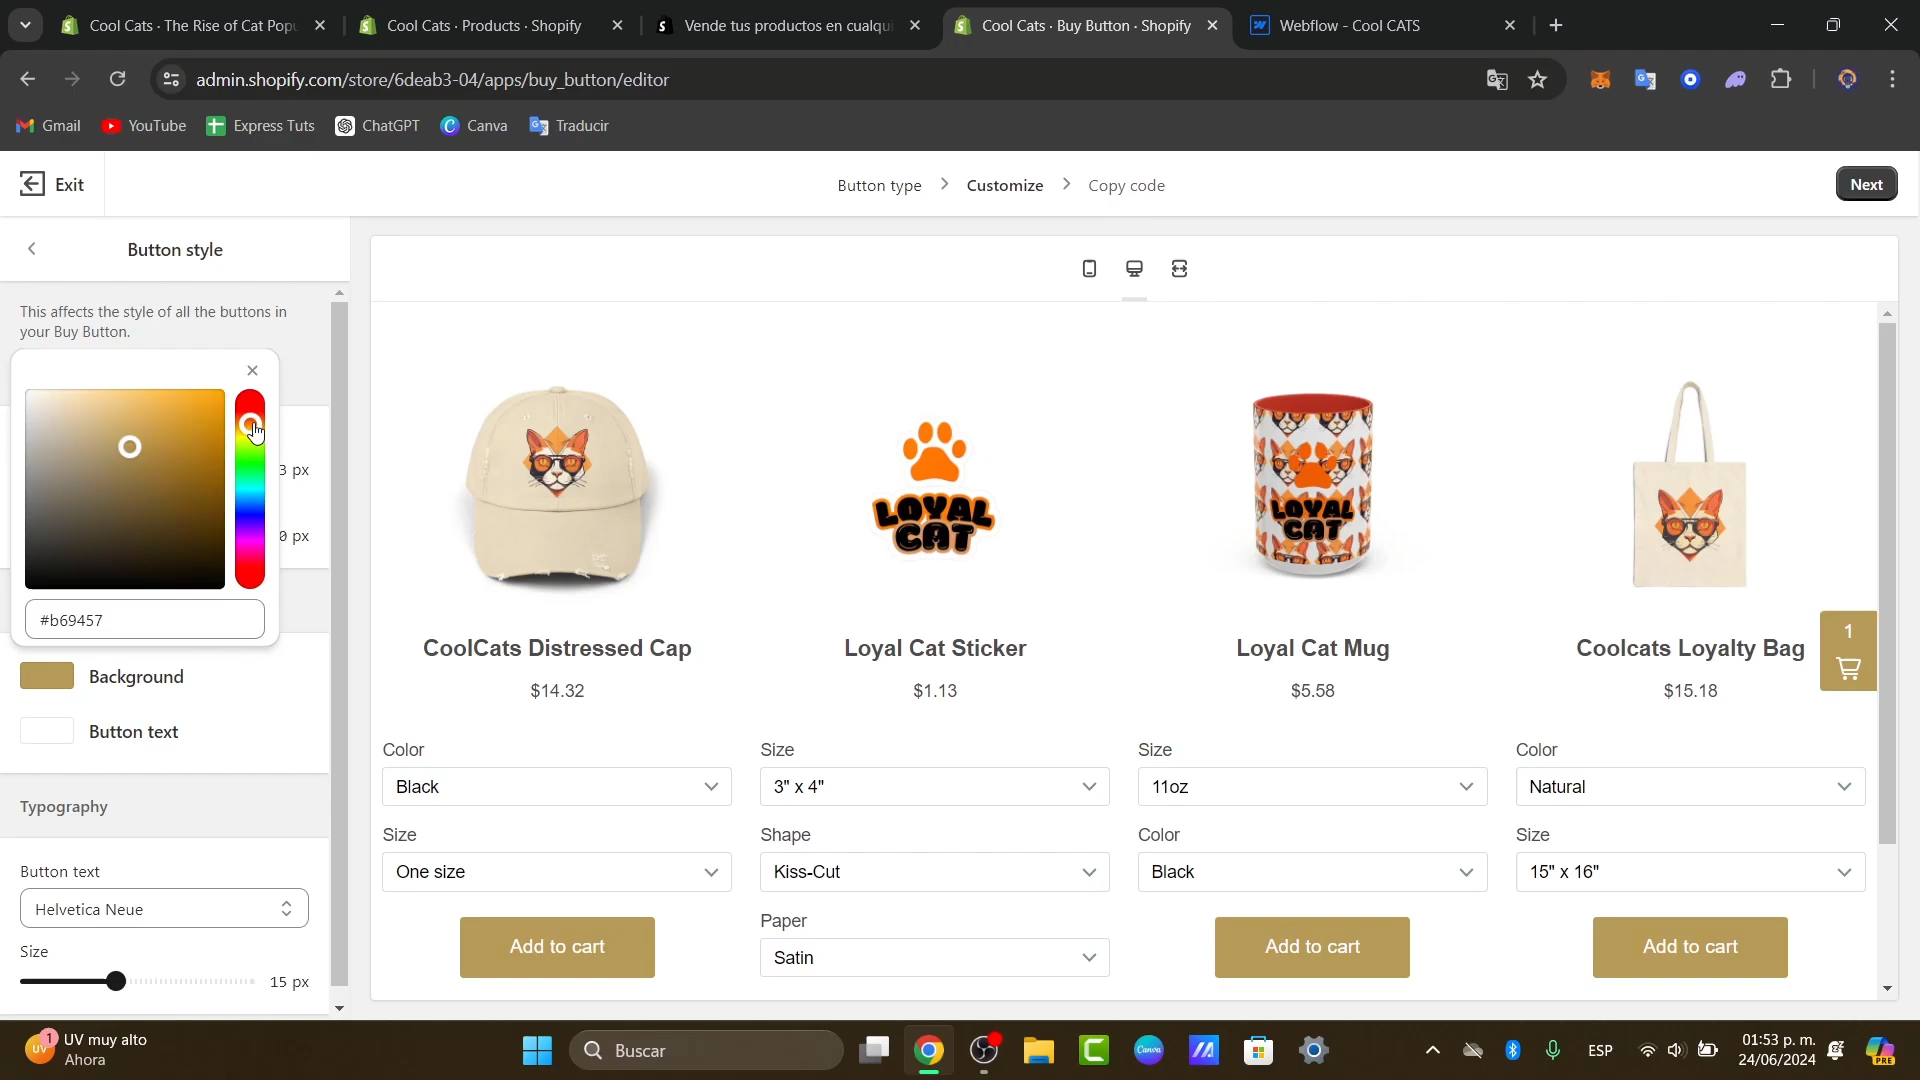 Cool Cats · The Rise of Cat Popu
Cool Cats · Products · Shopify
Vende tus productos en cualqui
Cool Cats · Buy Button · Shopify
Webflow - Cool CATS
admin.shopify.com/store/6deab3-04/apps/buy_button/editor
Gmail
YouTube
Express Tuts
ChatGPT
Canva
Traducir
Exit
Button type
Customize
Copy code
Next
Button style
This affects the style of all the buttons in
your Buy Button.
3 px
0 px
#b69457
Background
Button text
Typography
Button text
Helvetica Neue
Size
15 px
LOYAL
CAT
LOYAL
CAT
CoolCats Distressed Cap
Loyal Cat Sticker
Loyal Cat Mug
Coolcats Loyalty Bag
$14.32
$1.13
$5.58
$15.18
1
Color
Size
Size
Color
Black
3" x 4"
11oz
Natural
Size
Shape
Color
Size
One size
Kiss-Cut
Black
15" x 16"
Paper
Satin
Add to cart
Add to cart
Add to cart
UV
1
UV muy alto
Ahora
Buscar
Canva
ESP
01:53 p. m.
24/06/2024
PRE